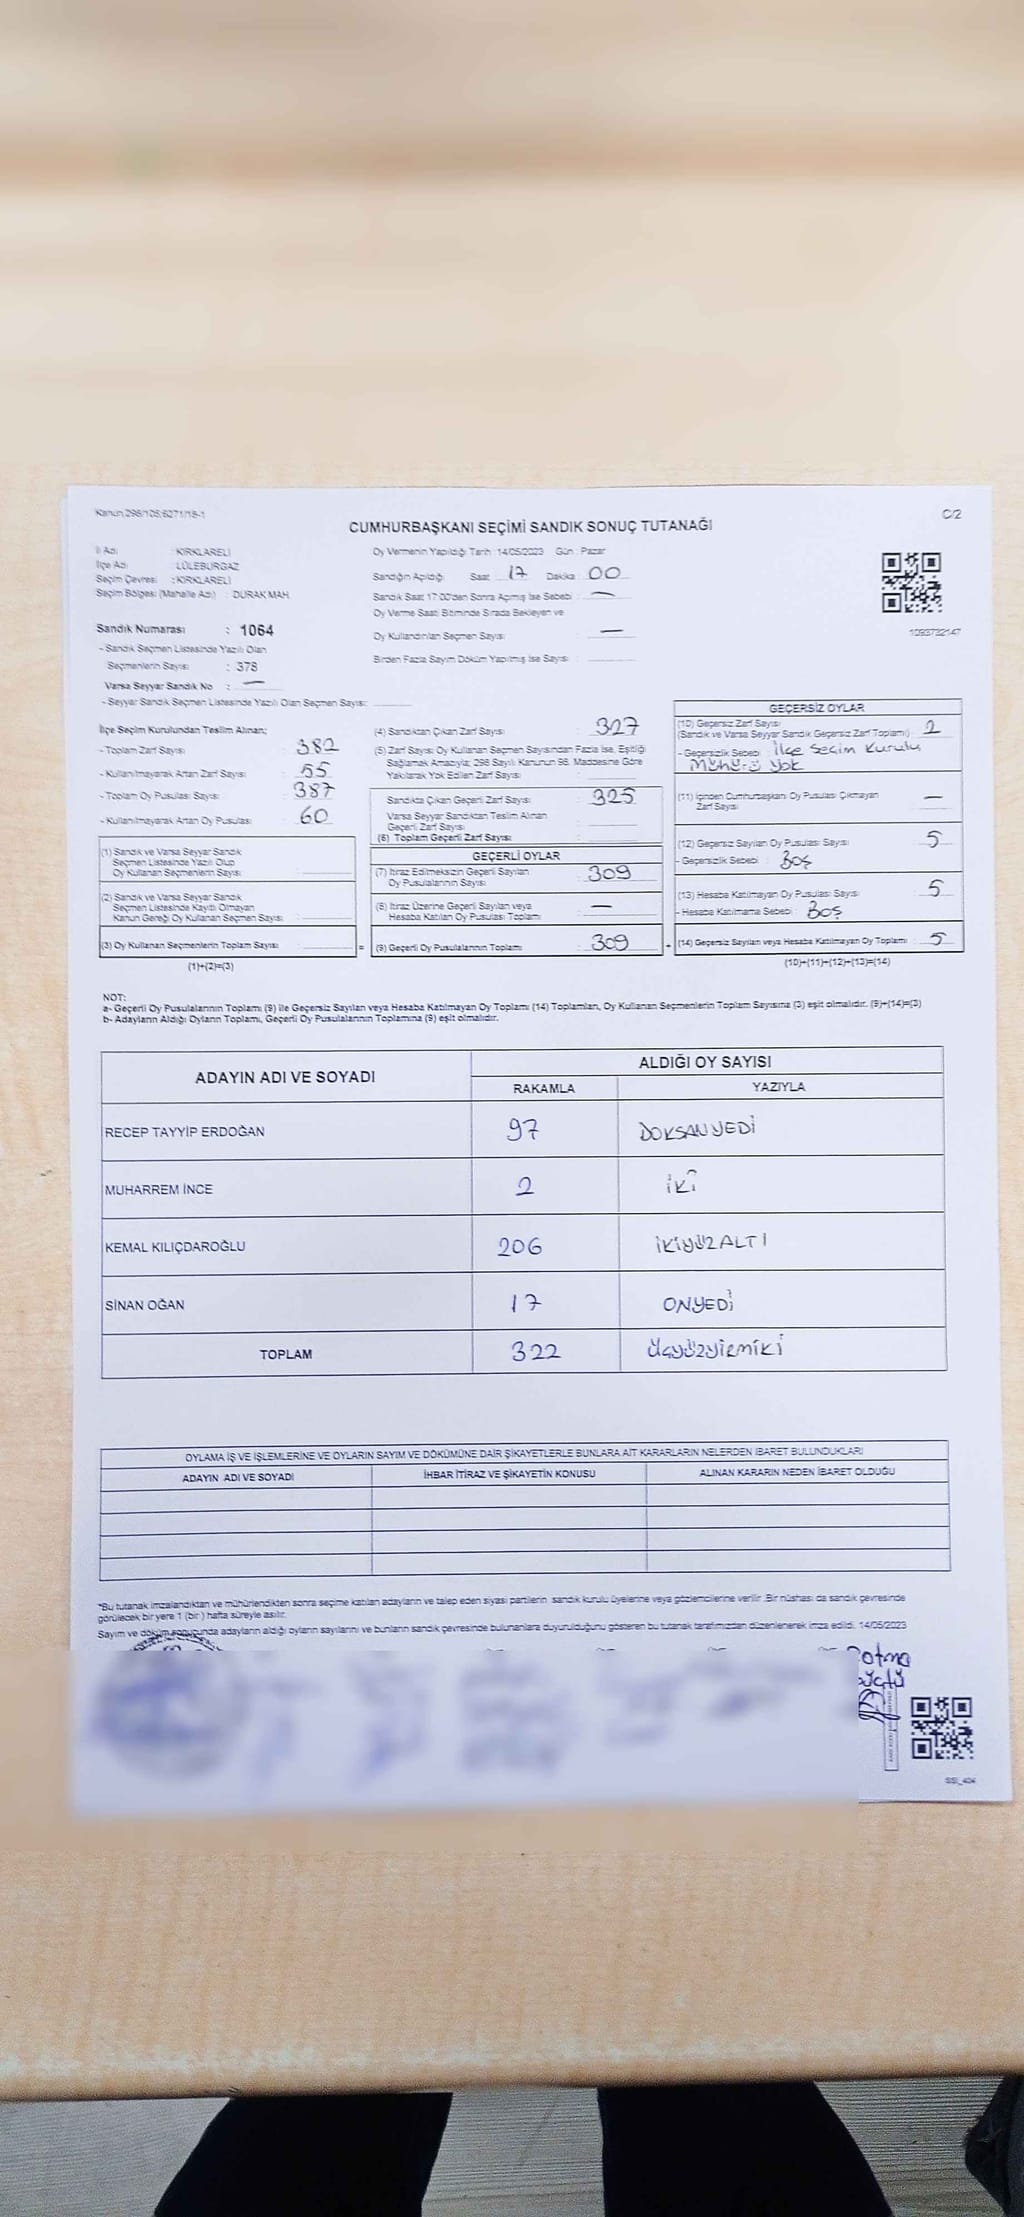 Kanun 298/105;6271/18-1
C/2
CUMHURBAŞKANI SEÇİMİ SANDIK SONUÇ TUTANAĞI
İl Adı : KIRKLARELİ
İlçe Adı : LÜLEBURGAZ
Seçim Çevresi : KIRKLARELİ
Seçim Bölgesi (Mahalle Adı) : DURAK MAH.
Sandık Numarası : 1064
- Sandık Seçmen Listesinde Yazılı Olan
Seçmenlerin Sayısı : 378
Varsa Seyyar Sandık No : —
- Seyyar Sandık Seçmen Listesinde Yazılı Olan Seçmen Sayısı:
Oy Vermenin Yapıldığı Tarih : 14/05/2023 Gün : Pazar
Sandığın Açıldığı Saat 17 Dakika 00
Sandık Saat 17:00'den Sonra Açılmış İse Sebebi : —
Oy Verme Saati Bitiminde Sırada Bekleyen ve
Oy Kullandırılan Seçmen Sayısı : —
Birden Fazla Sayım Döküm Yapılmış İse Sayısı :
1093732147
İlçe Seçim Kurulundan Teslim Alınan;
- Toplam Zarf Sayısı : 382
- Kullanılmayarak Artan Zarf Sayısı : 55
- Toplam Oy Pusulası Sayısı : 387
- Kullanılmayarak Artan Oy Pusulası : 60
(1) Sandık ve Varsa Seyyar Sandık
Seçmen Listesinde Yazılı Olup
Oy Kullanan Seçmenlerin Sayısı :
(2) Sandık ve Varsa Seyyar Sandık
Seçmen Listesinde Kayıtlı Olmayan
Kanun Gereği Oy Kullanan Seçmen Sayısı :
(3) Oy Kullanan Seçmenlerin Toplam Sayısı :
(1)+(2)=(3)
(4) Sandıktan Çıkan Zarf Sayısı : 327
(5) Zarf Sayısı Oy Kullanan Seçmen Sayısından Fazla İse, Eşitliği
Sağlamak Amacıyla; 298 Sayılı Kanunun 98. Maddesine Göre
Yakılarak Yok Edilen Zarf Sayısı :
Sandıkta Çıkan Geçerli Zarf Sayısı : 325
Varsa Seyyar Sandıktan Teslim Alınan
Geçerli Zarf Sayısı :
(6) Toplam Geçerli Zarf Sayısı :
GEÇERLİ OYLAR
(7) İtiraz Edilmeksizin Geçerli Sayılan
Oy Pusulalarının Sayısı : 309
(8) İtiraz Üzerine Geçerli Sayılan veya
Hesaba Katılan Oy Pusulası Toplamı : —
= (9) Geçerli Oy Pusulalarının Toplamı : 309
GEÇERSİZ OYLAR
(10) Geçersiz Zarf Sayısı
(Sandık ve Varsa Seyyar Sandık Geçersiz Zarf Toplamı) : 2
- Geçersizlik Sebebi : İlçe Seçim Kurulu
Mührü yok
(11) İçinden Cumhurbaşkanı Oy Pusulası Çıkmayan
Zarf Sayısı : —
(12) Geçersiz Sayılan Oy Pusulası Sayısı : 5
- Geçersizlik Sebebi : Boş
(13) Hesaba Katılmayan Oy Pusulası Sayısı : 5
- Hesaba Katılmama Sebebi : Boş
+ (14) Geçersiz Sayılan veya Hesaba Katılmayan Oy Toplamı : 5
(10)+(11)+(12)+(13)=(14)
NOT:
a- Geçerli Oy Pusulalarının Toplamı (9) ile Geçersiz Sayılan veya Hesaba Katılmayan Oy Toplamı (14) Toplamları, Oy Kullanan Seçmenlerin Toplam Sayısına (3) eşit olmalıdır. (9)+(14)=(3)
b- Adayların Aldığı Oyların Toplamı, Geçerli Oy Pusulalarının Toplamına (9) eşit olmalıdır.
ADAYIN ADI VE SOYADI
ALDIĞI OY SAYISI
RAKAMLA YAZIYLA
RECEP TAYYİP ERDOĞAN 97 DOKSANYEDİ
MUHARREM İNCE 2 İKİ
KEMAL KILIÇDAROĞLU 206 İKİYÜZALTI
SİNAN OĞAN 17 ONYEDİ
TOPLAM 322 ÜÇYÜZYİRMİKİ
OYLAMA İŞ VE İŞLEMLERİNE VE OYLARIN SAYIM VE DÖKÜMÜNE DAİR ŞİKAYETLERLE BUNLARA AİT KARARLARIN NELERDEN İBARET BULUNDUKLARI
ADAYIN ADI VE SOYADI İHBAR İTİRAZ VE ŞİKAYETİN KONUSU ALINAN KARARIN NEDEN İBARET OLDUĞU
*Bu tutanak imzalandıktan ve mühürlendikten sonra seçime katılan adayların ve talep eden siyasi partilerin sandık kurulu üyelerine veya gözlemcilerine verilir. Bir nüshası da sandık çevresinde
görülecek bir yere 1 (bir) hafta süreyle asılır.
Sayım ve döküm sonucunda adayların aldığı oyların sayılarını ve bunların sandık çevresinde bulunanlara duyurulduğunu gösteren bu tutanak tarafımızdan düzenlenerek imza edildi. 14/05/2023
SSİ_404